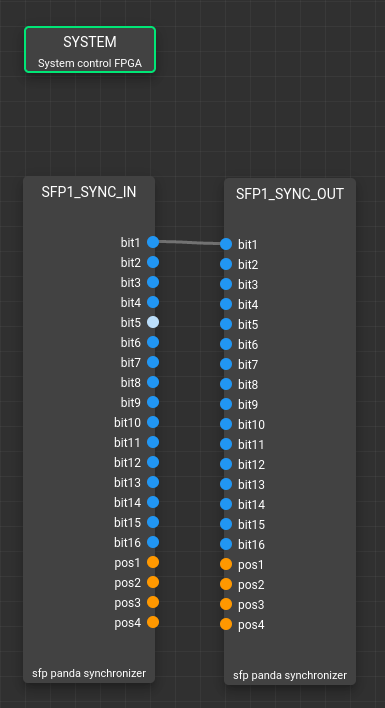 SYSTEM
System control FPGA
SFP1_SYNC_IN
bit1
bit2
bit3
bit4
bit5
bit6
bit7
bit8
bit9
bit10
bit11
bit12
bit13
bit14
bit15
bit16
pos1
pos2
pos3
pos4
sfp panda synchronizer
SFP1_SYNC_OUT
bit1
bit2
bit3
bit4
bit5
bit6
bit7
bit8
bit9
bit10
bit11
bit12
bit13
bit14
bit15
bit16
pos1
pos2
pos3
pos4
sfp panda synchronizer